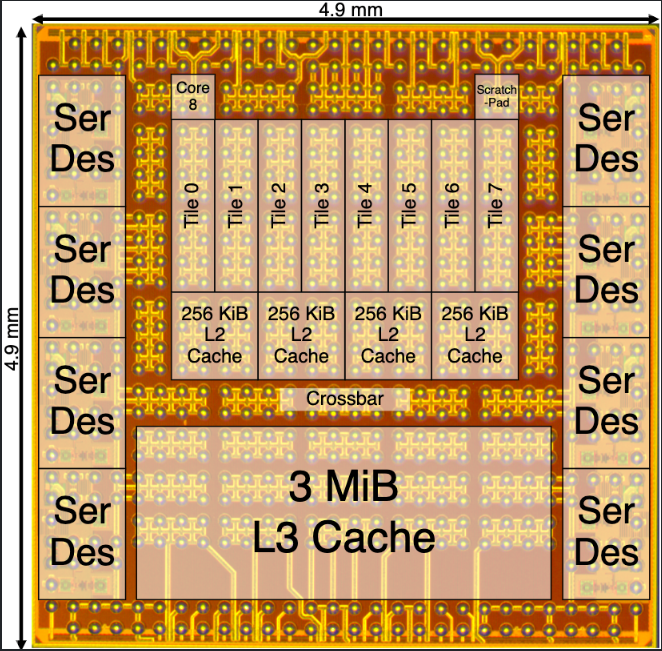 4.9 mm
4.9 mm
Core
8
Scratch
-Pad
Ser
Des
Ser
Des
Tile 0
Tile 1
Tile 2
Tile 3
Tile 4
Tile 5
Tile 6
Tile 7
Ser
Des
Ser
Des
256 KiB
L2
Cache
256 KiB
L2
Cache
256 KiB
L2
Cache
256 KiB
L2
Cache
Ser
Des
Ser
Des
Crossbar
3 MiB
L3 Cache
Ser
Des
Ser
Des